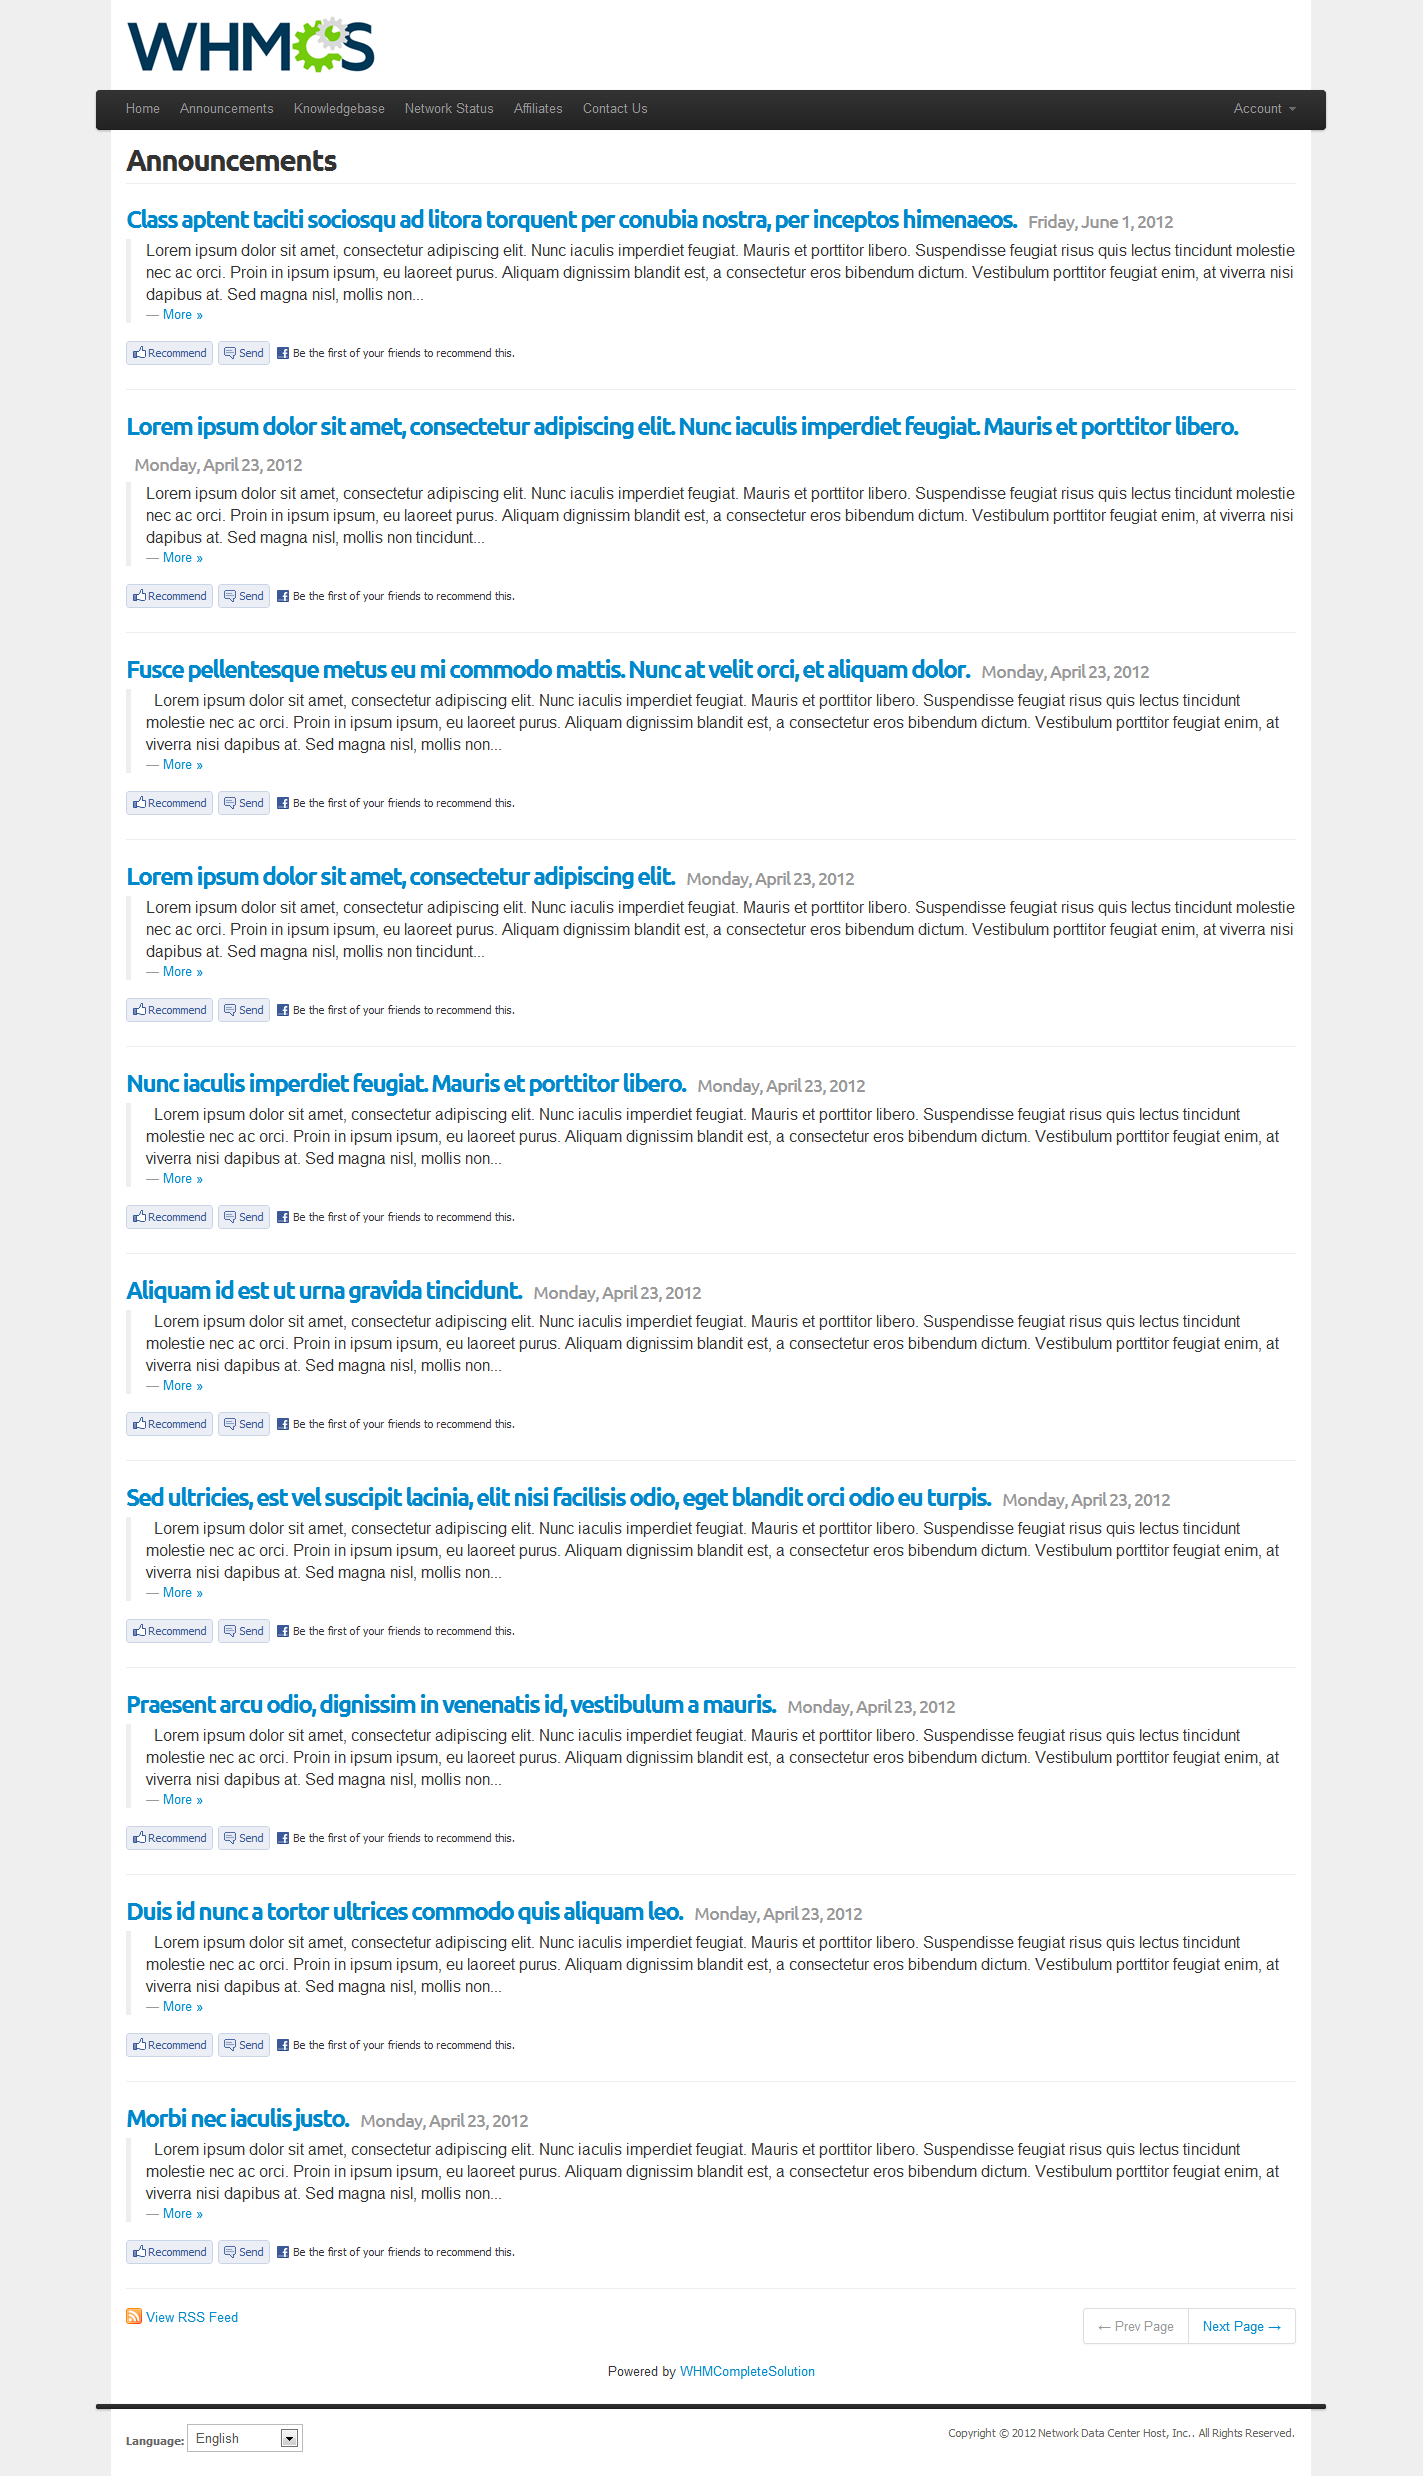 WHMCS
Home Announcements Knowledgebase Network Status Affiliates Contact Us Account
Announcements
Class aptent taciti sociosqu ad litora torquent per conubia nostra, per inceptos himenaeos. Friday, June 1, 2012
Lorem ipsum dolor sit amet, consectetur adipiscing elit. Nunc iaculis imperdiet feugiat. Mauris et porttitor libero. Suspendisse feugiat risus quis lectus tincidunt molestie
nec ac orci. Proin in ipsum ipsum, eu laoreet purus. Aliquam dignissim blandit est, a consectetur eros bibendum dictum. Vestibulum porttitor feugiat enim, at viverra nisi
dapibus at. Sed magna nisl, mollis non...
— More »
Recommend Send Be the first of your friends to recommend this.
Lorem ipsum dolor sit amet, consectetur adipiscing elit. Nunc iaculis imperdiet feugiat. Mauris et porttitor libero.
Monday, April 23, 2012
Lorem ipsum dolor sit amet, consectetur adipiscing elit. Nunc iaculis imperdiet feugiat. Mauris et porttitor libero. Suspendisse feugiat risus quis lectus tincidunt molestie
nec ac orci. Proin in ipsum ipsum, eu laoreet purus. Aliquam dignissim blandit est, a consectetur eros bibendum dictum. Vestibulum porttitor feugiat enim, at viverra nisi
dapibus at. Sed magna nisl, mollis non tincidunt...
— More »
Recommend Send Be the first of your friends to recommend this.
Fusce pellentesque metus eu mi commodo mattis. Nunc at velit orci, et aliquam dolor. Monday, April 23, 2012
Lorem ipsum dolor sit amet, consectetur adipiscing elit. Nunc iaculis imperdiet feugiat. Mauris et porttitor libero. Suspendisse feugiat risus quis lectus tincidunt
molestie nec ac orci. Proin in ipsum ipsum, eu laoreet purus. Aliquam dignissim blandit est, a consectetur eros bibendum dictum. Vestibulum porttitor feugiat enim, at
viverra nisi dapibus at. Sed magna nisl, mollis non...
— More »
Recommend Send Be the first of your friends to recommend this.
Lorem ipsum dolor sit amet, consectetur adipiscing elit. Monday, April 23, 2012
Lorem ipsum dolor sit amet, consectetur adipiscing elit. Nunc iaculis imperdiet feugiat. Mauris et porttitor libero. Suspendisse feugiat risus quis lectus tincidunt molestie
nec ac orci. Proin in ipsum ipsum, eu laoreet purus. Aliquam dignissim blandit est, a consectetur eros bibendum dictum. Vestibulum porttitor feugiat enim, at viverra nisi
dapibus at. Sed magna nisl, mollis non tincidunt...
— More »
Recommend Send Be the first of your friends to recommend this.
Nunc iaculis imperdiet feugiat. Mauris et porttitor libero. Monday, April 23, 2012
Lorem ipsum dolor sit amet, consectetur adipiscing elit. Nunc iaculis imperdiet feugiat. Mauris et porttitor libero. Suspendisse feugiat risus quis lectus tincidunt
molestie nec ac orci. Proin in ipsum ipsum, eu laoreet purus. Aliquam dignissim blandit est, a consectetur eros bibendum dictum. Vestibulum porttitor feugiat enim, at
viverra nisi dapibus at. Sed magna nisl, mollis non...
— More »
Recommend Send Be the first of your friends to recommend this.
Aliquam id est ut urna gravida tincidunt. Monday, April 23, 2012
Lorem ipsum dolor sit amet, consectetur adipiscing elit. Nunc iaculis imperdiet feugiat. Mauris et porttitor libero. Suspendisse feugiat risus quis lectus tincidunt
molestie nec ac orci. Proin in ipsum ipsum, eu laoreet purus. Aliquam dignissim blandit est, a consectetur eros bibendum dictum. Vestibulum porttitor feugiat enim, at
viverra nisi dapibus at. Sed magna nisl, mollis non...
— More »
Recommend Send Be the first of your friends to recommend this.
Sed ultricies, est vel suscipit lacinia, elit nisi facilisis odio, eget blandit orci odio eu turpis. Monday, April 23, 2012
Lorem ipsum dolor sit amet, consectetur adipiscing elit. Nunc iaculis imperdiet feugiat. Mauris et porttitor libero. Suspendisse feugiat risus quis lectus tincidunt
molestie nec ac orci. Proin in ipsum ipsum, eu laoreet purus. Aliquam dignissim blandit est, a consectetur eros bibendum dictum. Vestibulum porttitor feugiat enim, at
viverra nisi dapibus at. Sed magna nisl, mollis non...
— More »
Recommend Send Be the first of your friends to recommend this.
Praesent arcu odio, dignissim in venenatis id, vestibulum a mauris. Monday, April 23, 2012
Lorem ipsum dolor sit amet, consectetur adipiscing elit. Nunc iaculis imperdiet feugiat. Mauris et porttitor libero. Suspendisse feugiat risus quis lectus tincidunt
molestie nec ac orci. Proin in ipsum ipsum, eu laoreet purus. Aliquam dignissim blandit est, a consectetur eros bibendum dictum. Vestibulum porttitor feugiat enim, at
viverra nisi dapibus at. Sed magna nisl, mollis non...
— More »
Recommend Send Be the first of your friends to recommend this.
Duis id nunc a tortor ultrices commodo quis aliquam leo. Monday, April 23, 2012
Lorem ipsum dolor sit amet, consectetur adipiscing elit. Nunc iaculis imperdiet feugiat. Mauris et porttitor libero. Suspendisse feugiat risus quis lectus tincidunt
molestie nec ac orci. Proin in ipsum ipsum, eu laoreet purus. Aliquam dignissim blandit est, a consectetur eros bibendum dictum. Vestibulum porttitor feugiat enim, at
viverra nisi dapibus at. Sed magna nisl, mollis non...
— More »
Recommend Send Be the first of your friends to recommend this.
Morbi nec iaculis justo. Monday, April 23, 2012
Lorem ipsum dolor sit amet, consectetur adipiscing elit. Nunc iaculis imperdiet feugiat. Mauris et porttitor libero. Suspendisse feugiat risus quis lectus tincidunt
molestie nec ac orci. Proin in ipsum ipsum, eu laoreet purus. Aliquam dignissim blandit est, a consectetur eros bibendum dictum. Vestibulum porttitor feugiat enim, at
viverra nisi dapibus at. Sed magna nisl, mollis non...
— More »
Recommend Send Be the first of your friends to recommend this.
View RSS Feed ← Prev Page Next Page →
Powered by WHMCompleteSolution
Language: English Copyright © 2012 Network Data Center Host, Inc.. All Rights Reserved.